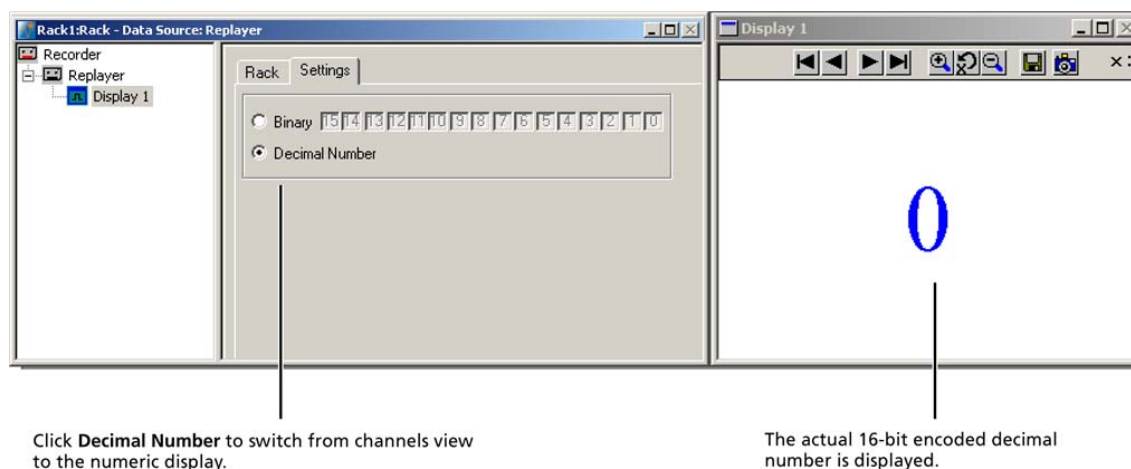 Rack1:Rack - Data Source: Replayer
Recorder
Replayer
Display 1
Rack
Settings
Binary 15 14 13 12 11 10 9 8 7 6 5 4 3 2 1 0
Decimal Number
Display 1
x:
0
Click Decimal Number to switch from channels view
to the numeric display.
The actual 16-bit encoded decimal
number is displayed.